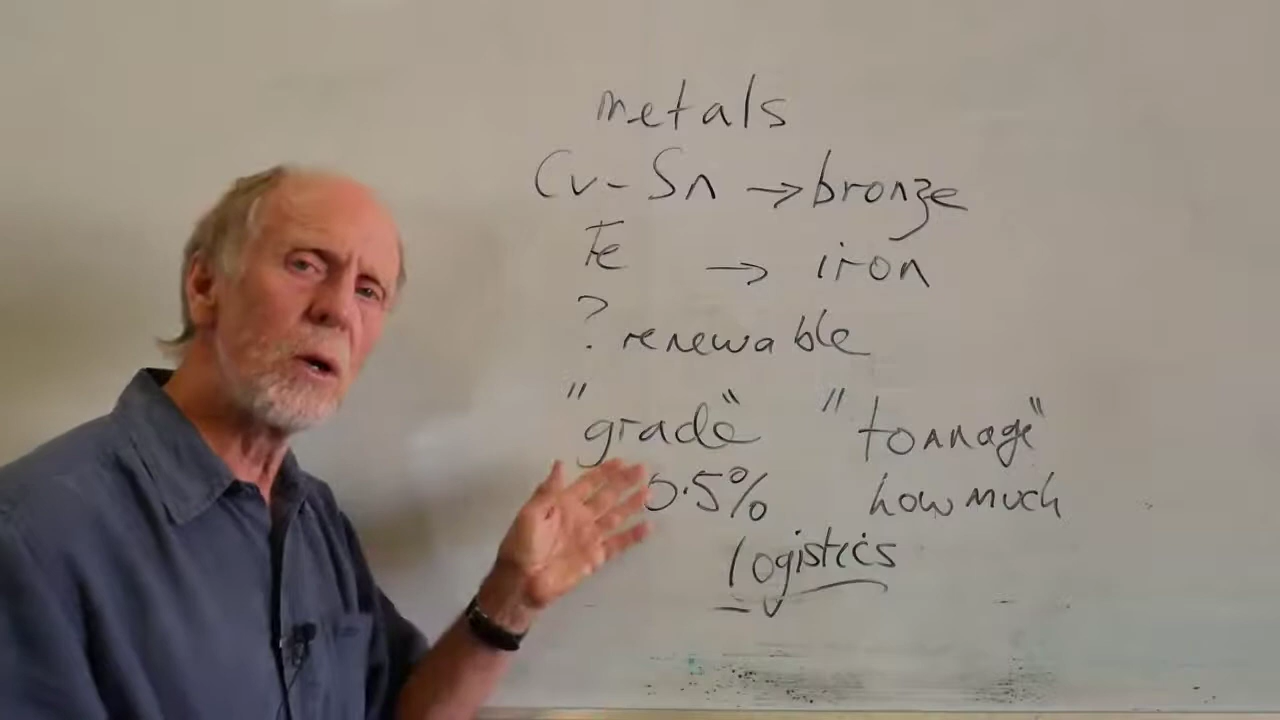 metals
Cu-Sn → bronze
Fe → iron
? renewable
"grade" "tonnage"
0.5% how much
logistics